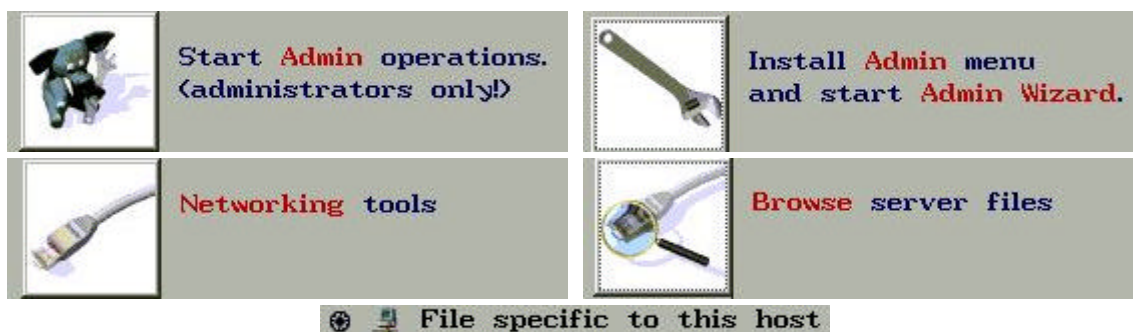 Start Admin operations.
(administrators only!)
Install Admin menu
and start Admin Wizard.
Networking tools
Browse server files
File specific to this host